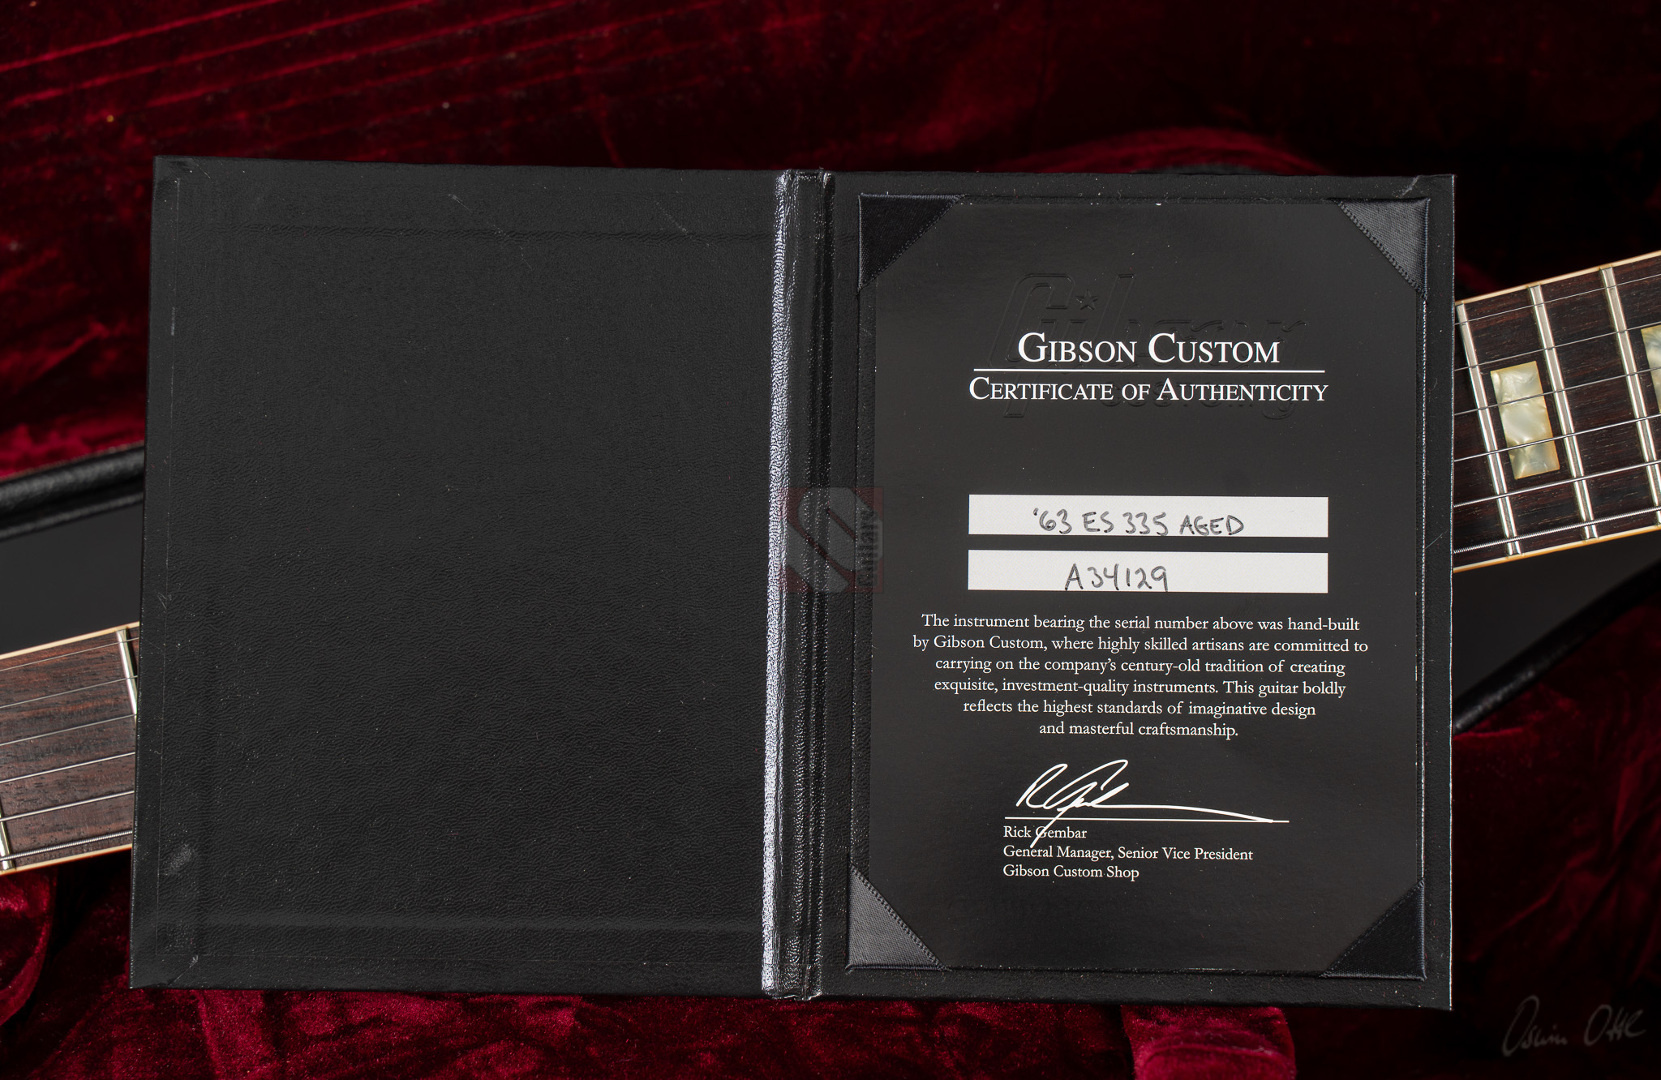 GIBSON CUSTOM
CERTIFICATE OF AUTHENTICITY
'63 ES 335 AGED
A34129
The instrument bearing the serial number above was hand-built
by Gibson Custom, where highly skilled artisans are committed to
carrying on the company's century-old tradition of creating
exquisite, investment-quality instruments. This guitar boldly
reflects the highest standards of imaginative design
and masterful craftsmanship.
Rick Gembar
General Manager, Senior Vice President
Gibson Custom Shop